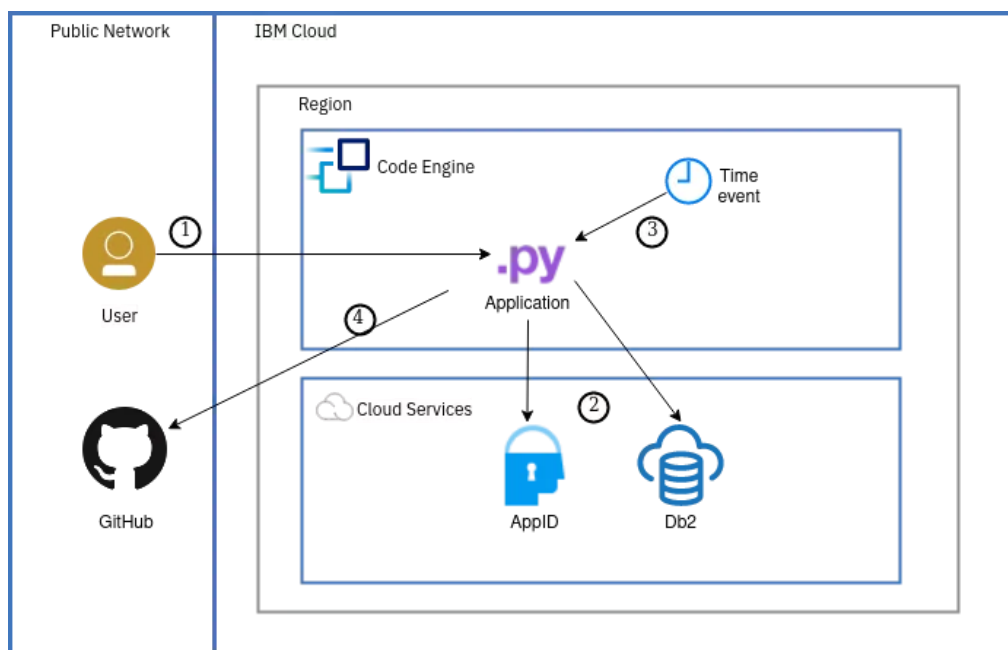 Public Network
IBM Cloud
Region
Code Engine
Time
event
1
3
.py
Application
User
4
Cloud Services
2
GitHub
AppID
Db2